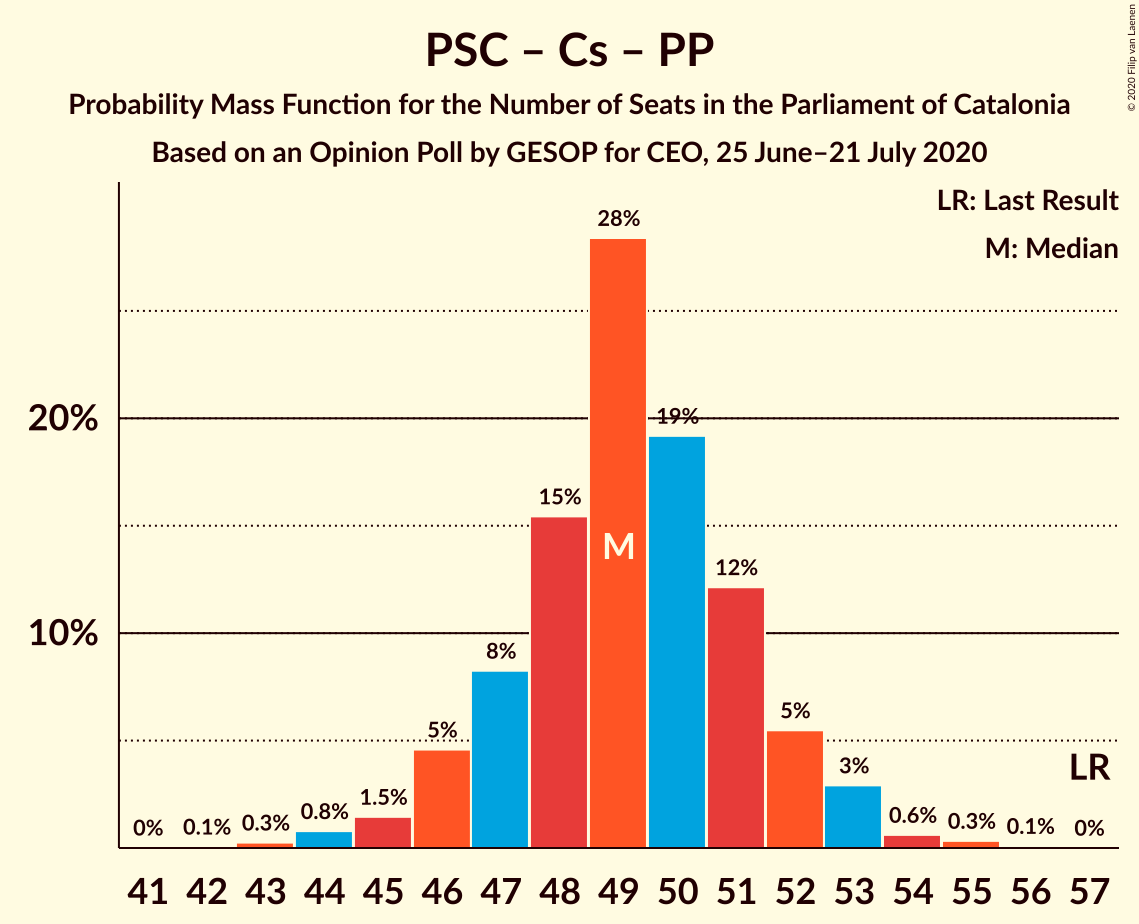 PSC – Cs – PP
Probability Mass Function for the Number of Seats in the Parliament of Catalonia
Based on an Opinion Poll by GESOP for CEO, 25 June–21 July 2020
© 2020 Filip van Laenen
LR: Last Result
M: Median
28%
20%
19%
15%
M
12%
10%
8%
5%
5%
3%
LR
0%
0.1%
0.3%
0.8%
1.5%
0.6%
0.3%
0.1%
0%
41 42 43 44 45 46 47 48 49 50 51 52 53 54 55 56 57